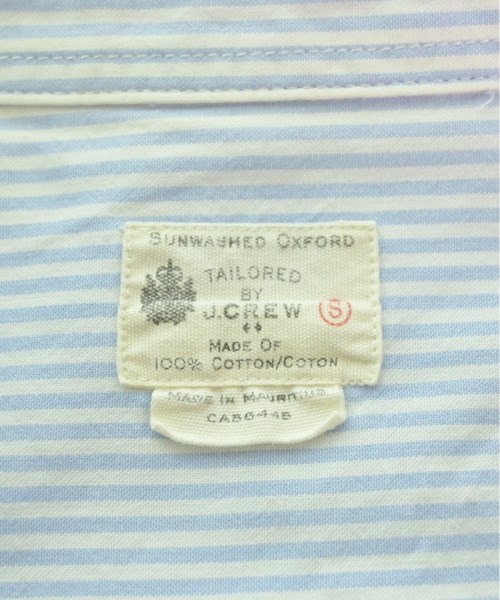 SUNWASHED OXFORD
TAILORED
BY
J.CREW
S
MADE OF
100% COTTON/COTON
MADE IN MAURITIUS
CA56445